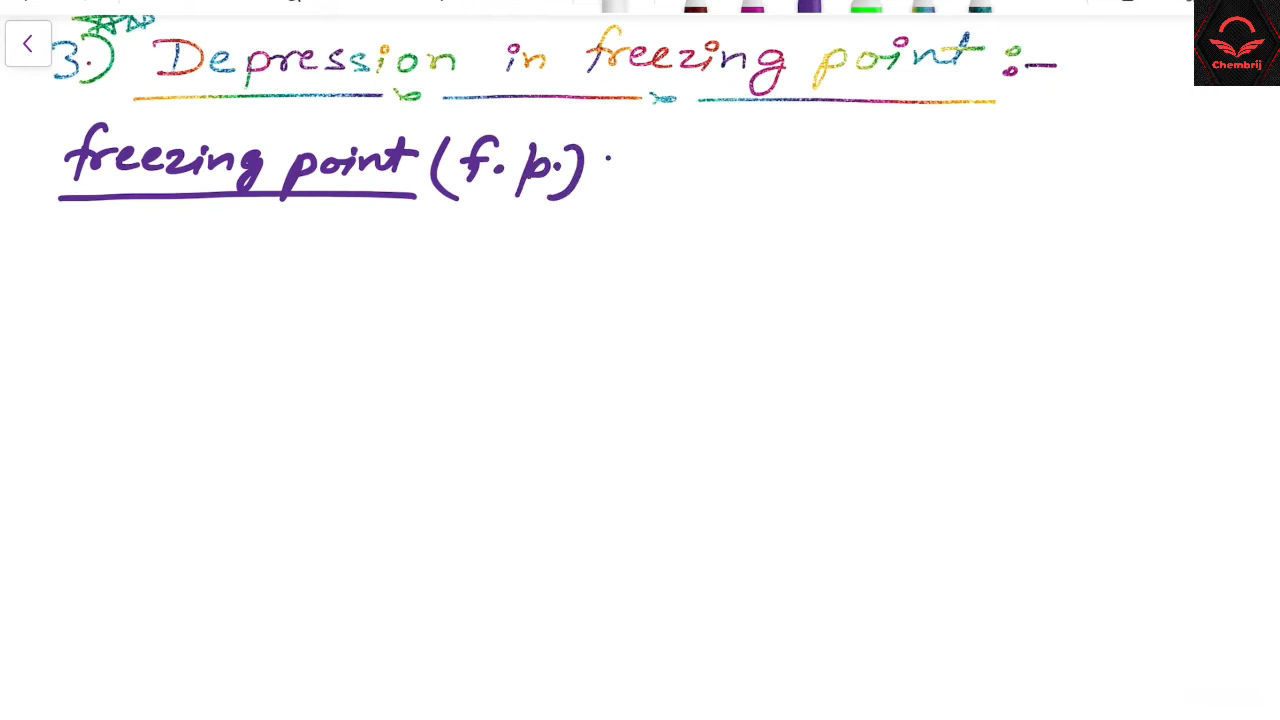 3.) Depression in freezing point :-
Chembrij
freezing point (f. p.)